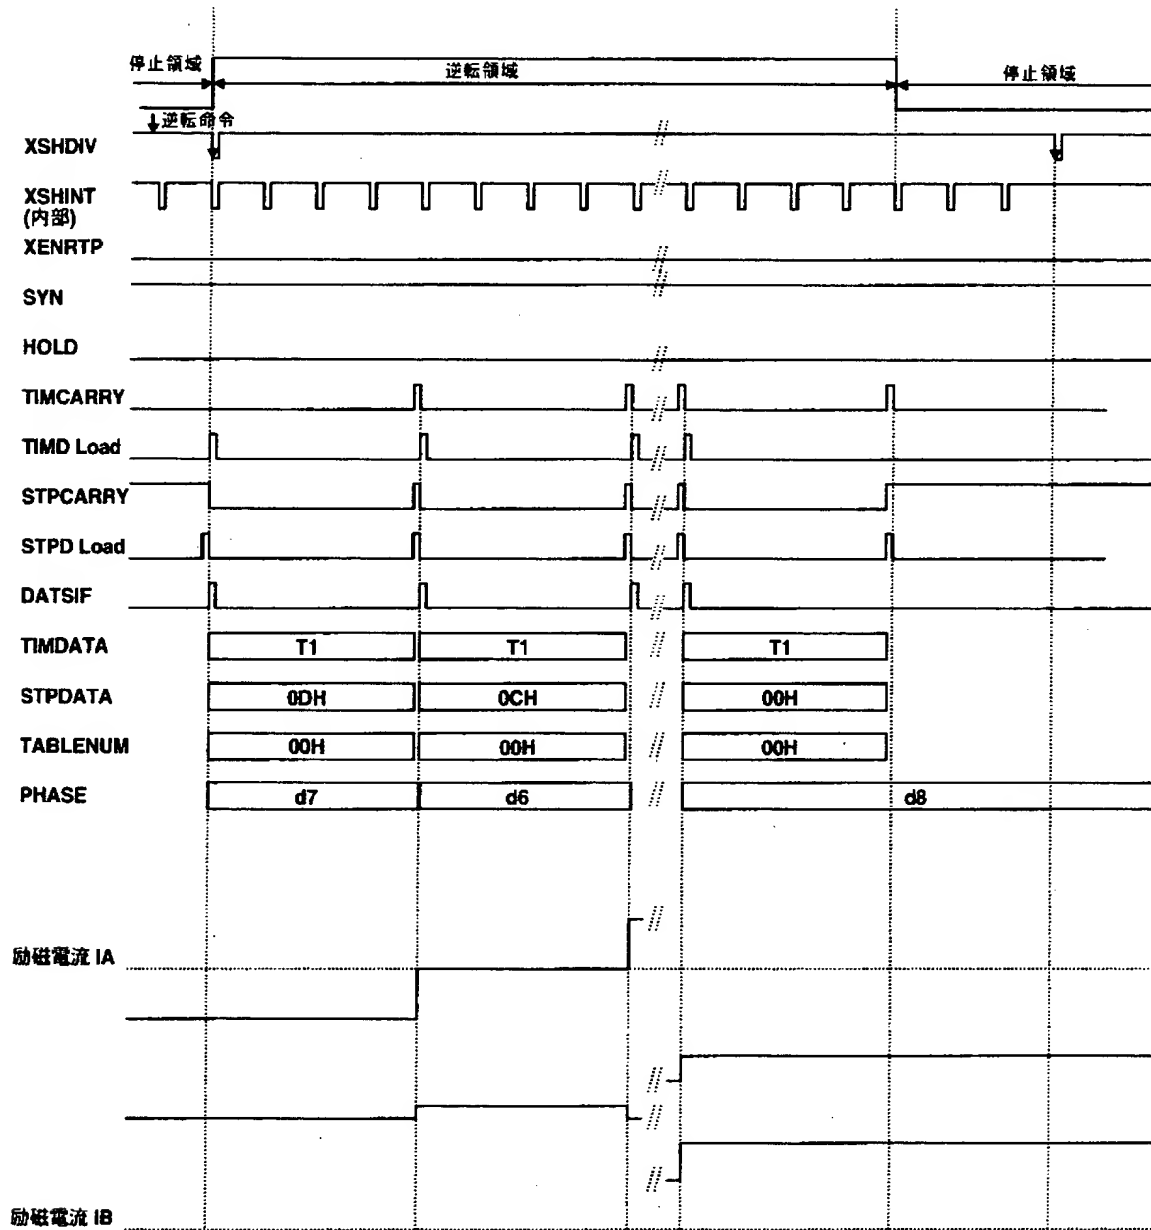 停止領域 逆転領域 停止領域
逆転命令
XSHDIV
XSHINT
(内部)
XENRTP
SYN
HOLD
TIMCARRY
TIMD Load
STPCARRY
STPD Load
DATSIF
TIMDATA T1 T1 T1
STPDATA 0DH 0CH 00H
TABLENUM 00H 00H 00H
PHASE d7 d6 d8
励磁電流 IA
励磁電流 IB